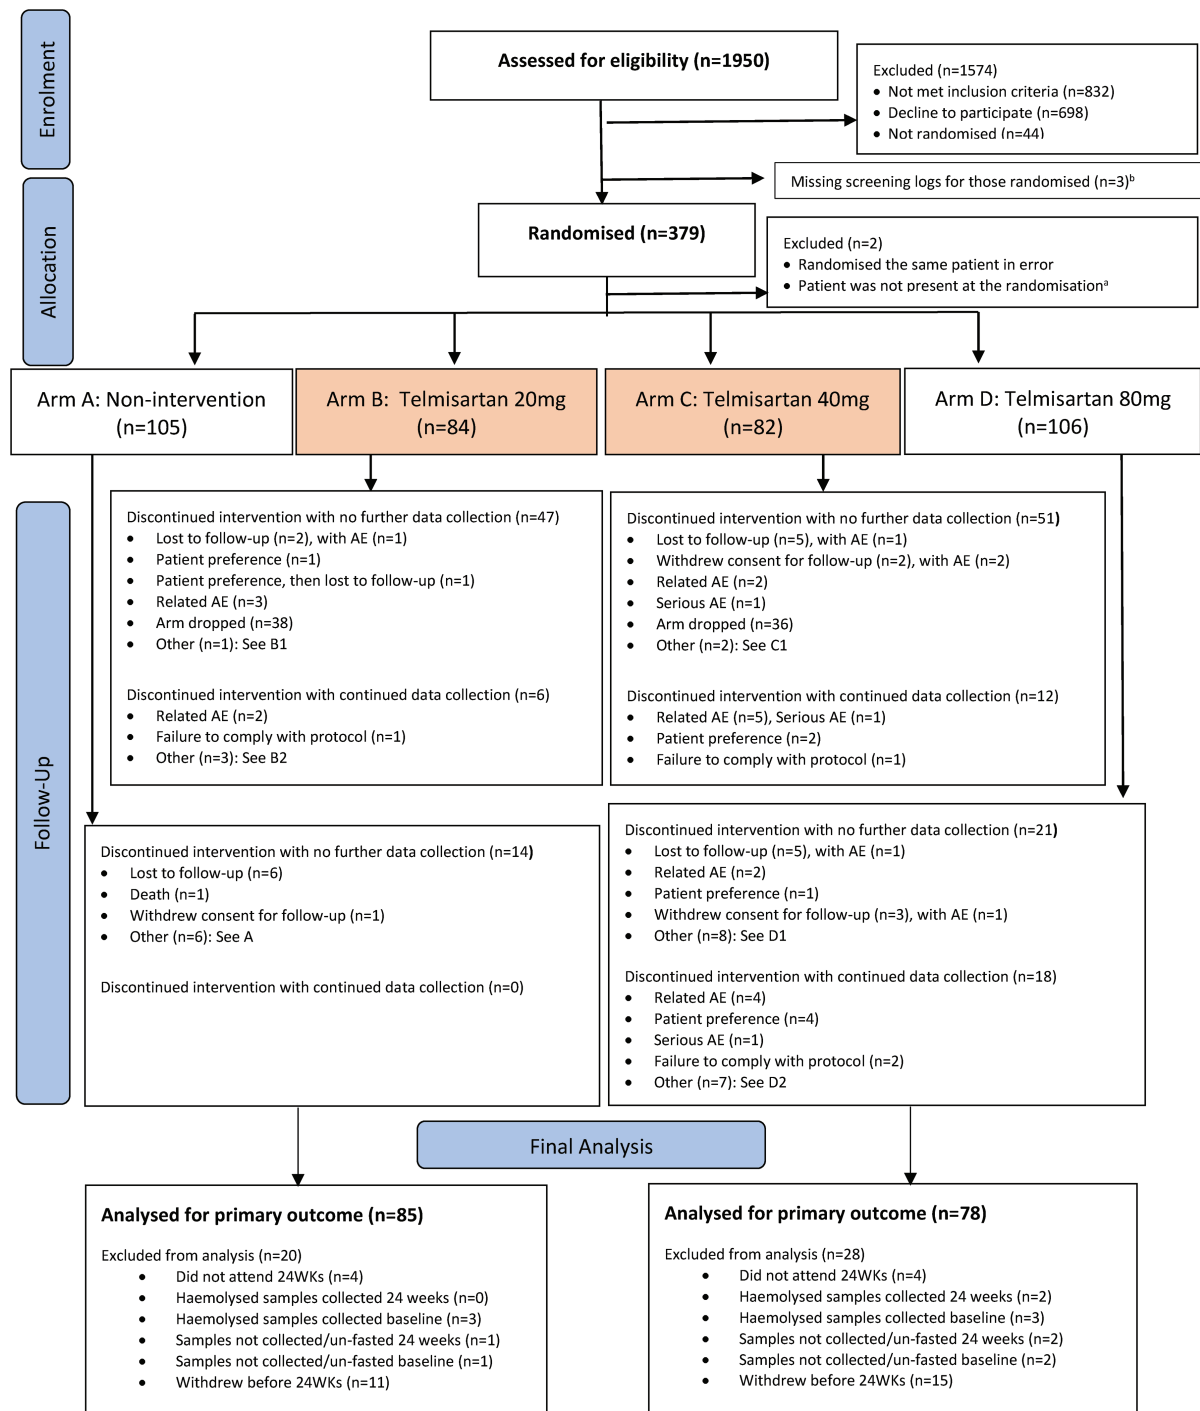 Enrolment
Assessed for eligibility (n=1950)
Excluded (n=1574)
• Not met inclusion criteria (n=832)
• Decline to participate (n=698)
• Not randomised (n=44)
Missing screening logs for those randomised (n=3)b
Allocation
Randomised (n=379)
Excluded (n=2)
• Randomised the same patient in error
• Patient was not present at the randomisationa
Arm A: Non-intervention
(n=105)
Arm B: Telmisartan 20mg
(n=84)
Arm C: Telmisartan 40mg
(n=82)
Arm D: Telmisartan 80mg
(n=106)
Follow-Up
Discontinued intervention with no further data collection (n=47)
• Lost to follow-up (n=2), with AE (n=1)
• Patient preference (n=1)
• Patient preference, then lost to follow-up (n=1)
• Related AE (n=3)
• Arm dropped (n=38)
• Other (n=1): See B1
Discontinued intervention with continued data collection (n=6)
• Related AE (n=2)
• Failure to comply with protocol (n=1)
• Other (n=3): See B2
Discontinued intervention with no further data collection (n=51)
• Lost to follow-up (n=5), with AE (n=1)
• Withdrew consent for follow-up (n=2), with AE (n=2)
• Related AE (n=2)
• Serious AE (n=1)
• Arm dropped (n=36)
• Other (n=2): See C1
Discontinued intervention with continued data collection (n=12)
• Related AE (n=5), Serious AE (n=1)
• Patient preference (n=2)
• Failure to comply with protocol (n=1)
Discontinued intervention with no further data collection (n=14)
• Lost to follow-up (n=6)
• Death (n=1)
• Withdrew consent for follow-up (n=1)
• Other (n=6): See A
Discontinued intervention with continued data collection (n=0)
Discontinued intervention with no further data collection (n=21)
• Lost to follow-up (n=5), with AE (n=1)
• Related AE (n=2)
• Patient preference (n=1)
• Withdrew consent for follow-up (n=3), with AE (n=1)
• Other (n=8): See D1
Discontinued intervention with continued data collection (n=18)
• Related AE (n=4)
• Patient preference (n=4)
• Serious AE (n=1)
• Failure to comply with protocol (n=2)
• Other (n=7): See D2
Final Analysis
Analysed for primary outcome (n=85)
Excluded from analysis (n=20)
• Did not attend 24WKs (n=4)
• Haemolysed samples collected 24 weeks (n=0)
• Haemolysed samples collected baseline (n=3)
• Samples not collected/un-fasted 24 weeks (n=1)
• Samples not collected/un-fasted baseline (n=1)
• Withdrew before 24WKs (n=11)
Analysed for primary outcome (n=78)
Excluded from analysis (n=28)
• Did not attend 24WKs (n=4)
• Haemolysed samples collected 24 weeks (n=2)
• Haemolysed samples collected baseline (n=3)
• Samples not collected/un-fasted 24 weeks (n=2)
• Samples not collected/un-fasted baseline (n=2)
• Withdrew before 24WKs (n=15)